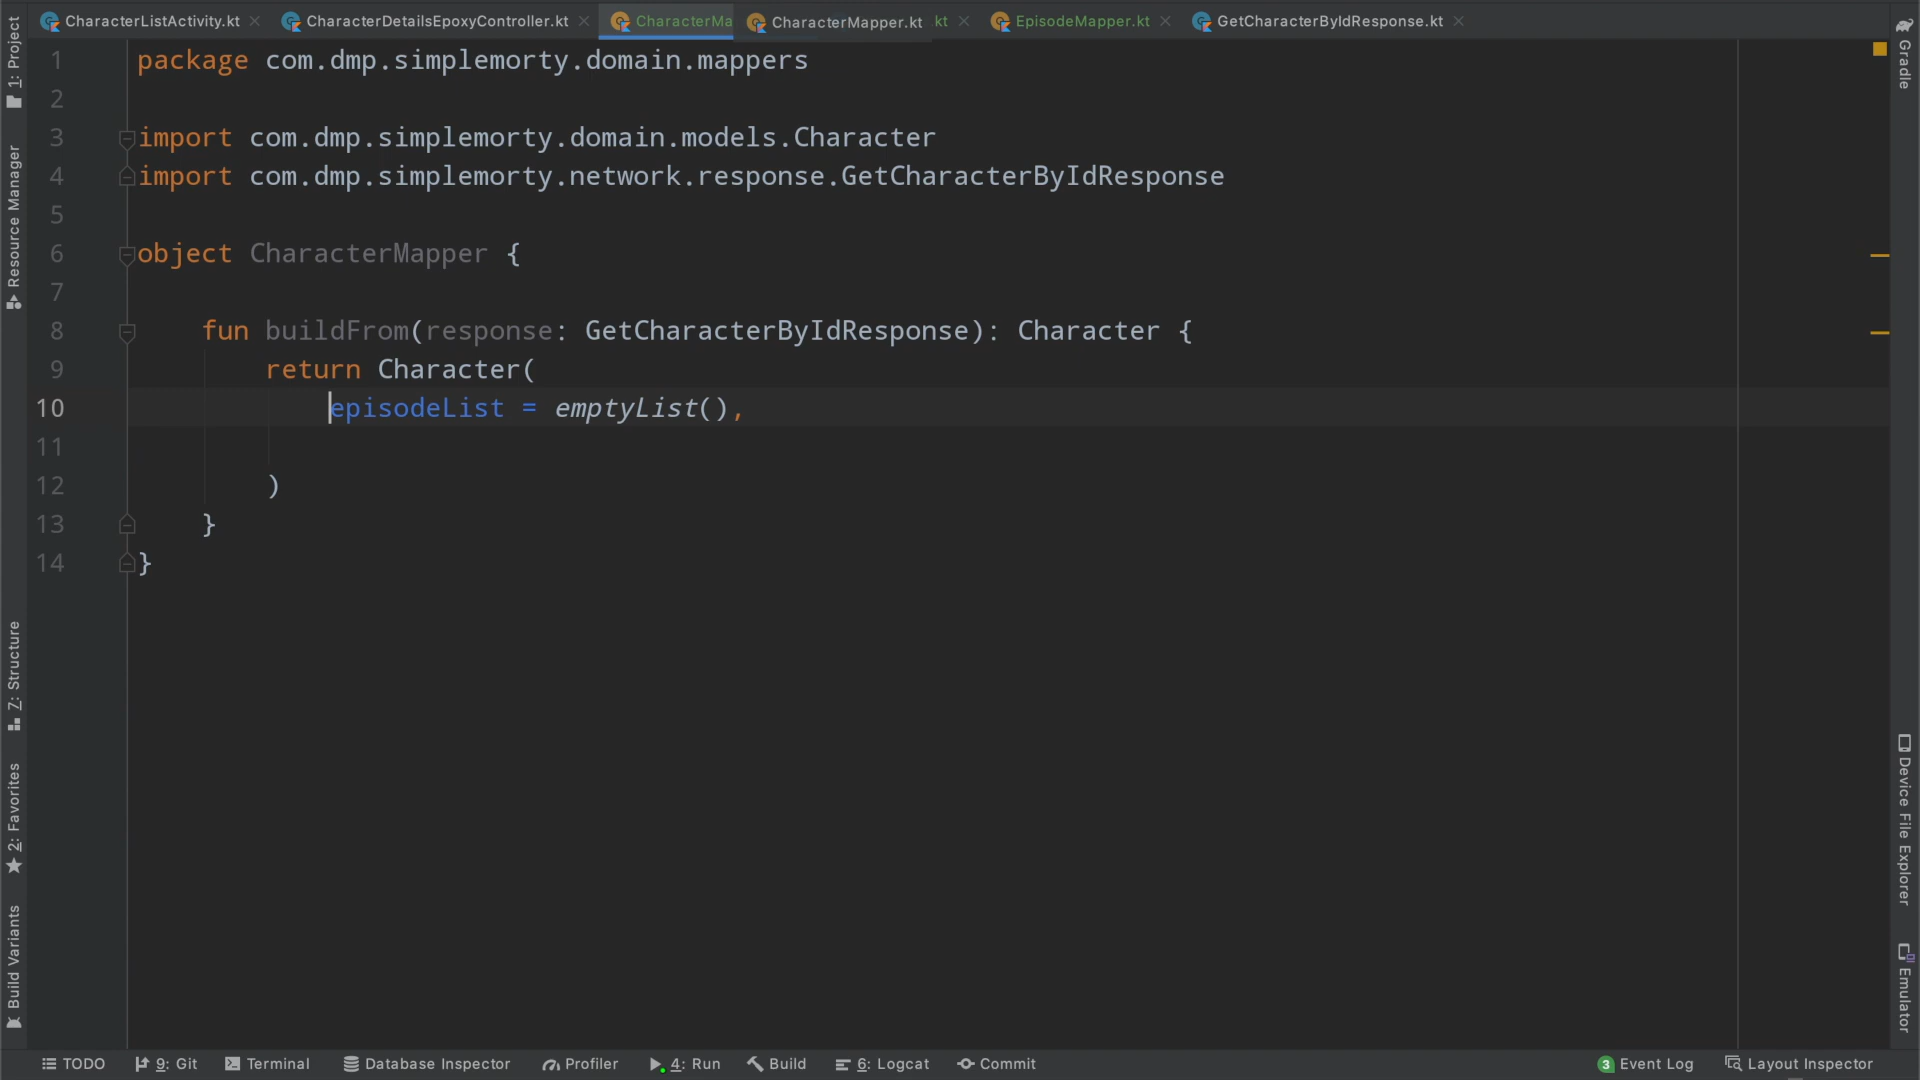 CharacterListActivity.kt CharacterDetailsEpoxyController.kt CharacterMa CharacterMapper.kt kt EpisodeMapper.kt GetCharacterByIdResponse.kt
1: Project
Resource Manager
7: Structure
2: Favorites
Build Variants
1 package com.dmp.simplemorty.domain.mappers
2
3 import com.dmp.simplemorty.domain.models.Character
4 import com.dmp.simplemorty.network.response.GetCharacterByIdResponse
5
6 object CharacterMapper {
7
8 fun buildFrom(response: GetCharacterByIdResponse): Character {
9 return Character(
10 episodeList = emptyList(),
11
12 )
13 }
14 }
Gradle
Device File Explorer
Emulator
TODO 9: Git Terminal Database Inspector Profiler 4: Run Build 6: Logcat Commit 3 Event Log Layout Inspector